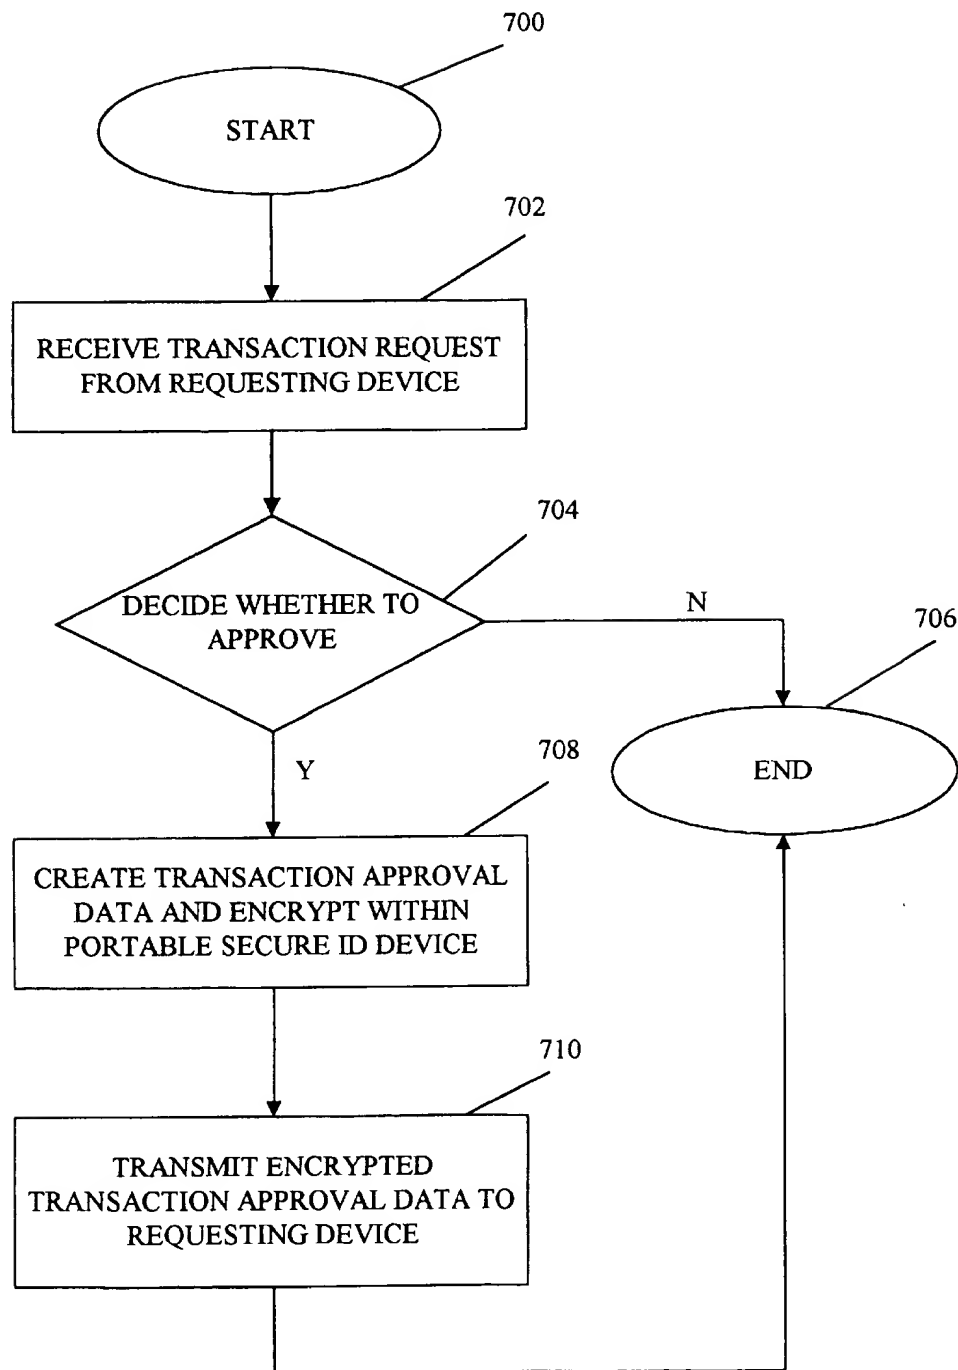 700
START
702
RECEIVE TRANSACTION REQUEST
FROM REQUESTING DEVICE
704
DECIDE WHETHER TO
APPROVE
N
706
END
Y
708
CREATE TRANSACTION APPROVAL
DATA AND ENCRYPT WITHIN
PORTABLE SECURE ID DEVICE
710
TRANSMIT ENCRYPTED
TRANSACTION APPROVAL DATA TO
REQUESTING DEVICE